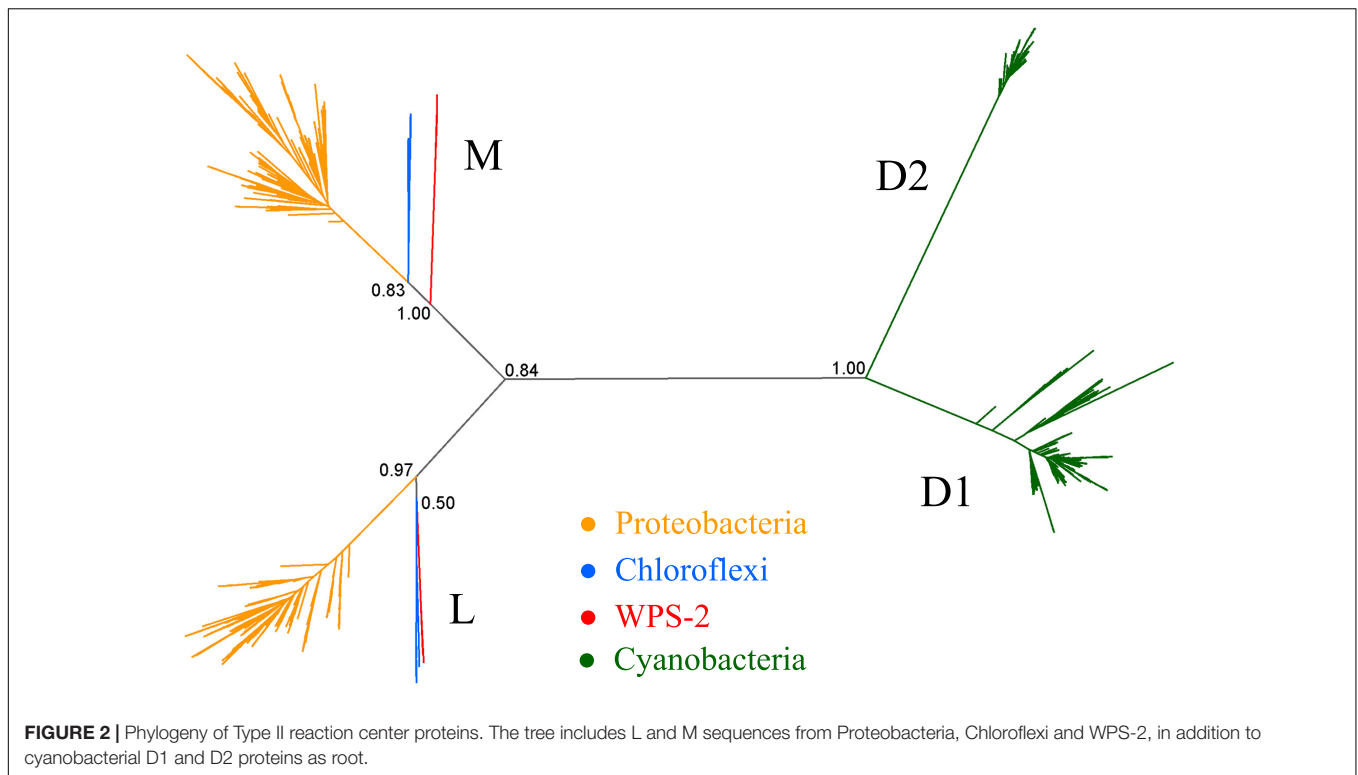 M
D2
0.83
1.00
0.84
1.00
0.97
0.50
D1
L
Proteobacteria
Chloroflexi
WPS-2
Cyanobacteria
FIGURE 2 | Phylogeny of Type II reaction center proteins. The tree includes L and M sequences from Proteobacteria, Chloroflexi and WPS-2, in addition to
cyanobacterial D1 and D2 proteins as root.